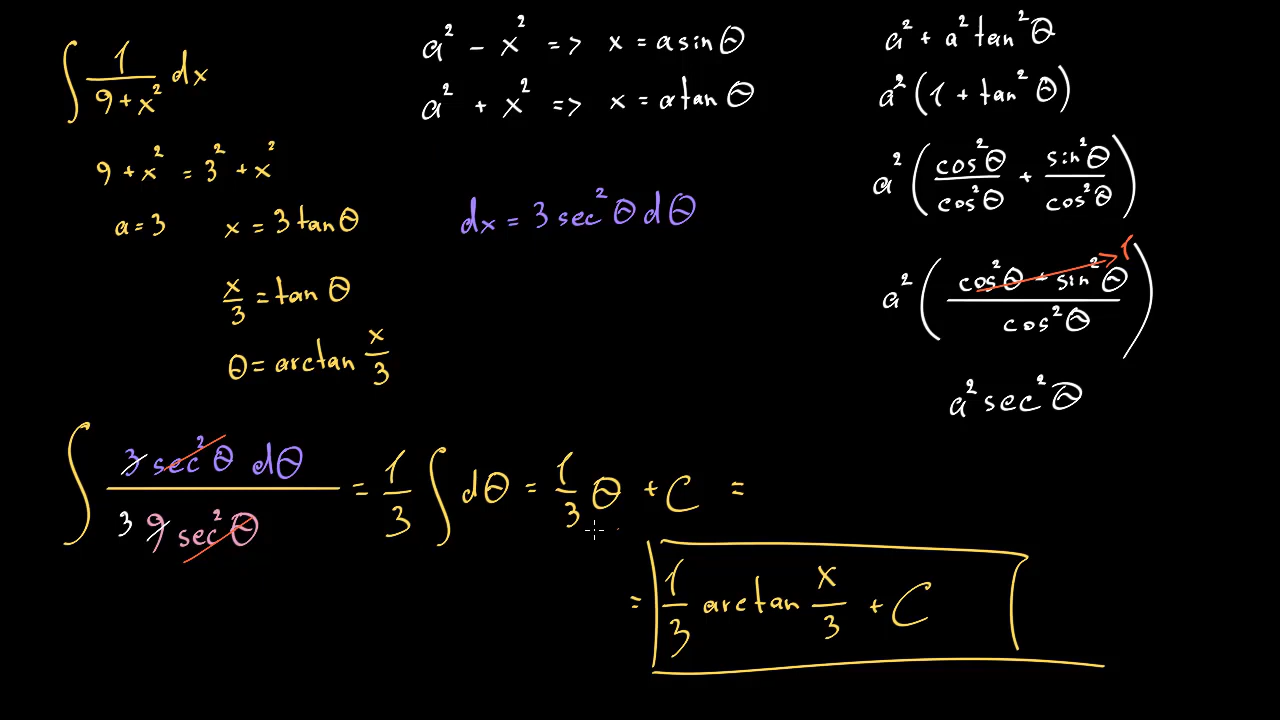 ∫ 1/(9 + x²) dx
9 + x² = 3² + x²
a = 3    x = 3 tan θ
x/3 = tan θ
θ = arctan x/3
a² − x² => x = a sin θ
a² + x² => x = a tan θ
dx = 3 sec² θ dθ
a² + a² tan² θ
a² (1 + tan² θ)
a² (cos² θ/cos² θ + sin² θ/cos² θ)
a² ((cos² θ + sin² θ)/cos² θ) 1
a² sec² θ
∫ 3 sec² θ dθ / 3 9 sec² θ = 1/3 ∫ dθ = 1/3 θ + C =
= 1/3 arctan x/3 + C